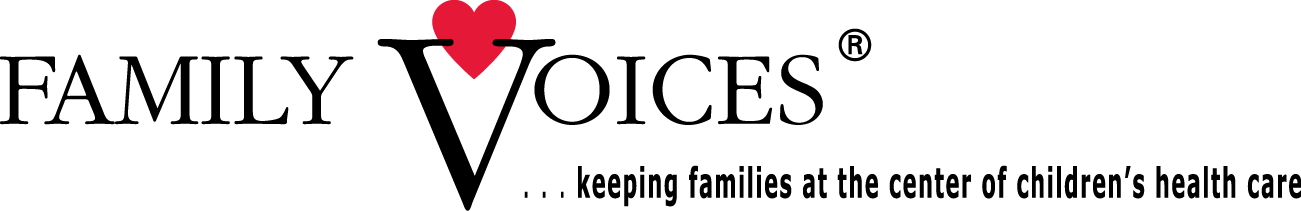 FAMILY VOICES®
. . . keeping families at the center of children’s health care